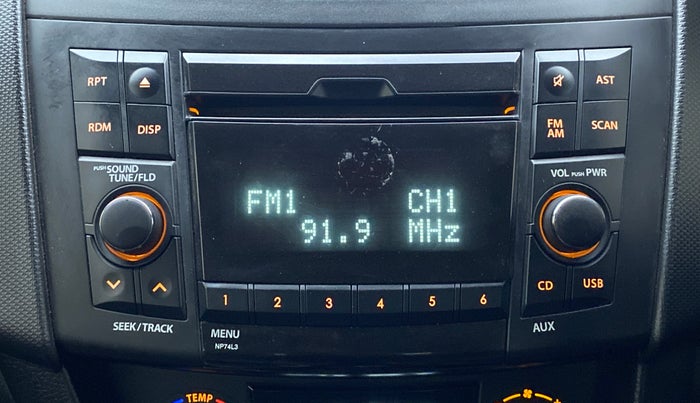 RPT
AST
RDM
DISP
FM
AM
SCAN
PUSH SOUND
TUNE/FLD
VOL PUSH PWR
FM1 CH1
91.9 MHz
CD
USB
1 2 3 4 5 6
SEEK/TRACK
MENU
AUX
NP74L3
TEMP